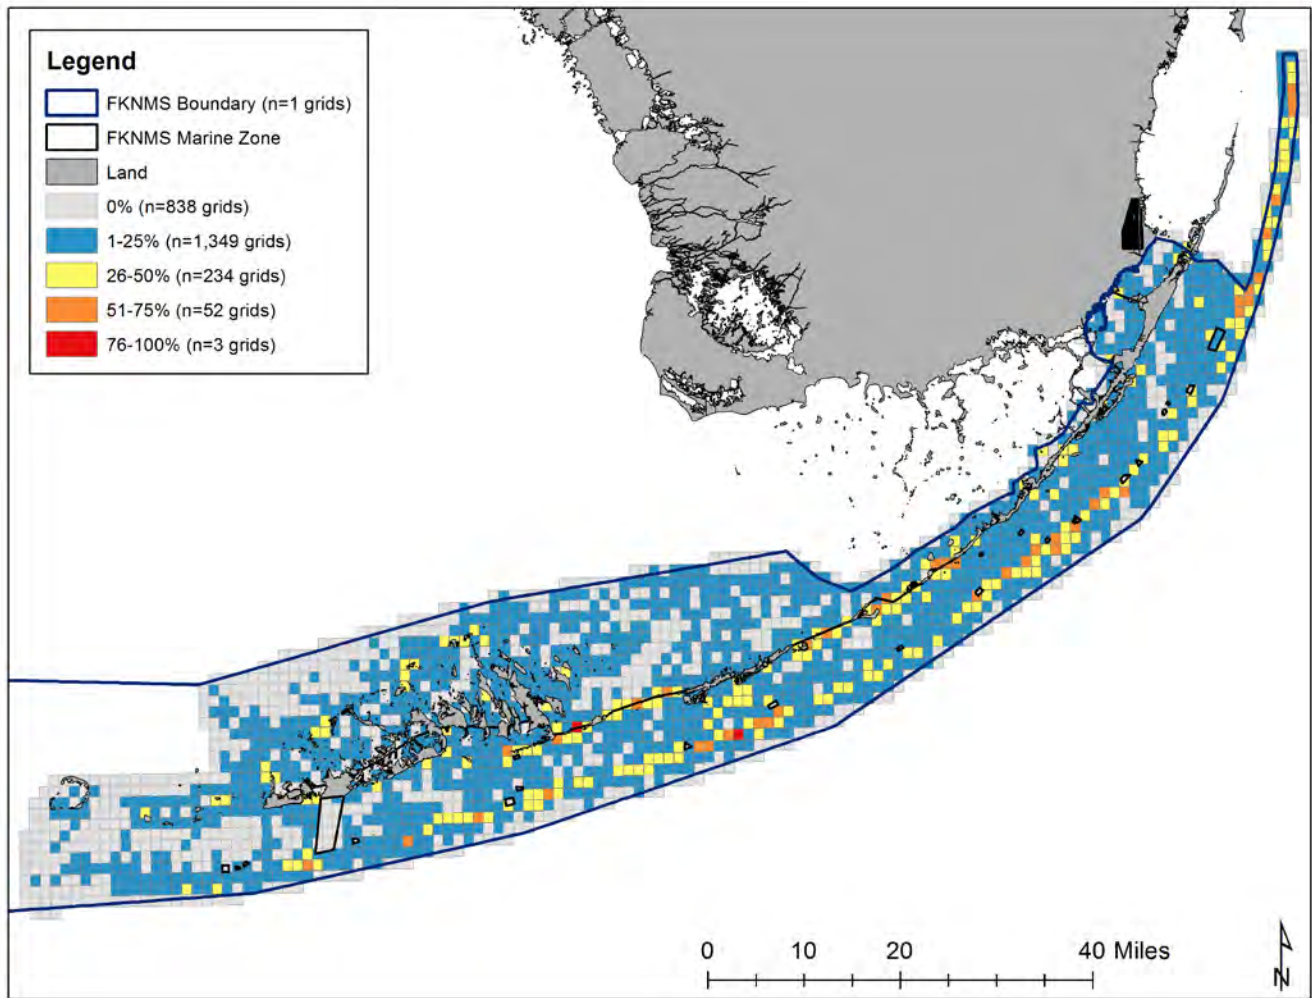 Legend
FKNMS Boundary (n=1 grids)
FKNMS Marine Zone
Land
0% (n=838 grids)
1-25% (n=1,349 grids)
26-50% (n=234 grids)
51-75% (n=52 grids)
76-100% (n=3 grids)
0 10 20 40 Miles
N